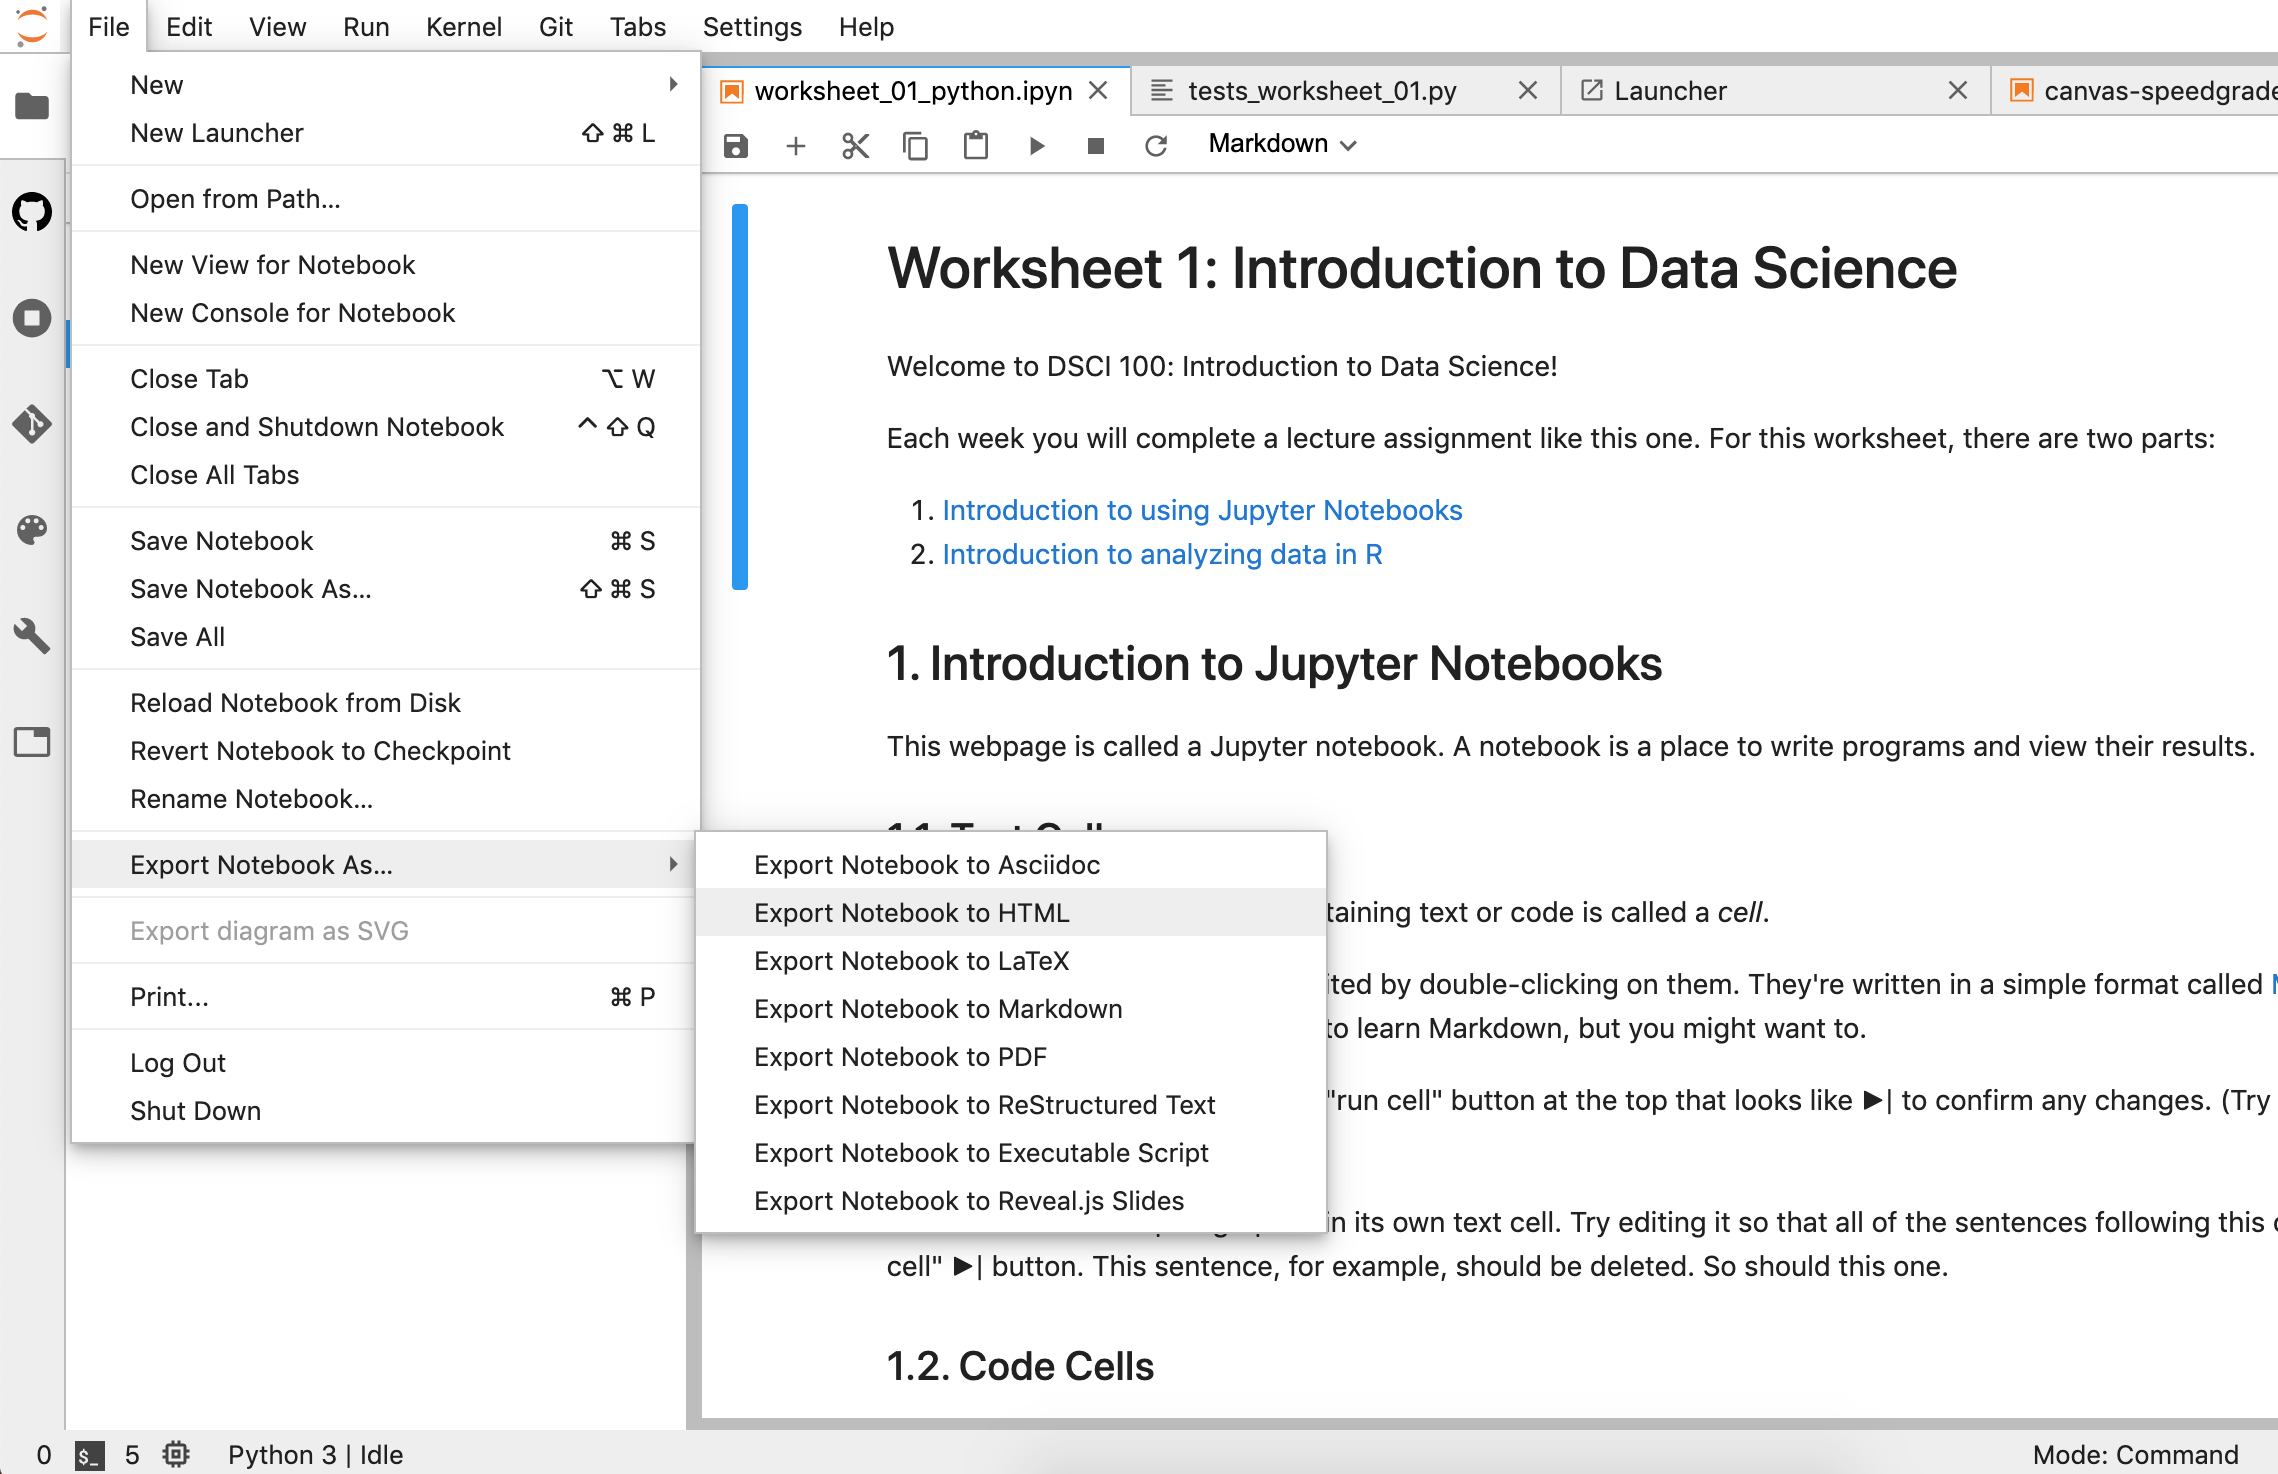 File Edit View Run Kernel Git Tabs Settings Help
New
New Launcher ⇧ ⌘ L
Open from Path…
New View for Notebook
New Console for Notebook
Close Tab ⌥ W
Close and Shutdown Notebook ^ ⇧ Q
Close All Tabs
Save Notebook ⌘ S
Save Notebook As… ⇧ ⌘ S
Save All
Reload Notebook from Disk
Revert Notebook to Checkpoint
Rename Notebook…
Export Notebook As…
Export diagram as SVG
Print… ⌘ P
Log Out
Shut Down
Export Notebook to Asciidoc
Export Notebook to HTML
Export Notebook to LaTeX
Export Notebook to Markdown
Export Notebook to PDF
Export Notebook to ReStructured Text
Export Notebook to Executable Script
Export Notebook to Reveal.js Slides
worksheet_01_python.ipyn tests_worksheet_01.py Launcher canvas-speedgrade
Markdown
Worksheet 1: Introduction to Data Science
Welcome to DSCI 100: Introduction to Data Science!
Each week you will complete a lecture assignment like this one. For this worksheet, there are two parts:
1. Introduction to using Jupyter Notebooks
2. Introduction to analyzing data in R
1. Introduction to Jupyter Notebooks
This webpage is called a Jupyter notebook. A notebook is a place to write programs and view their results.
1.1. Text Cells
taining text or code is called a cell.
ited by double-clicking on them. They're written in a simple format called
to learn Markdown, but you might want to.
"run cell" button at the top that looks like ▶| to confirm any changes. (Try
in its own text cell. Try editing it so that all of the sentences following this
cell" ▶| button. This sentence, for example, should be deleted. So should this one.
1.2. Code Cells
0 $_ 5 Python 3 | Idle Mode: Command